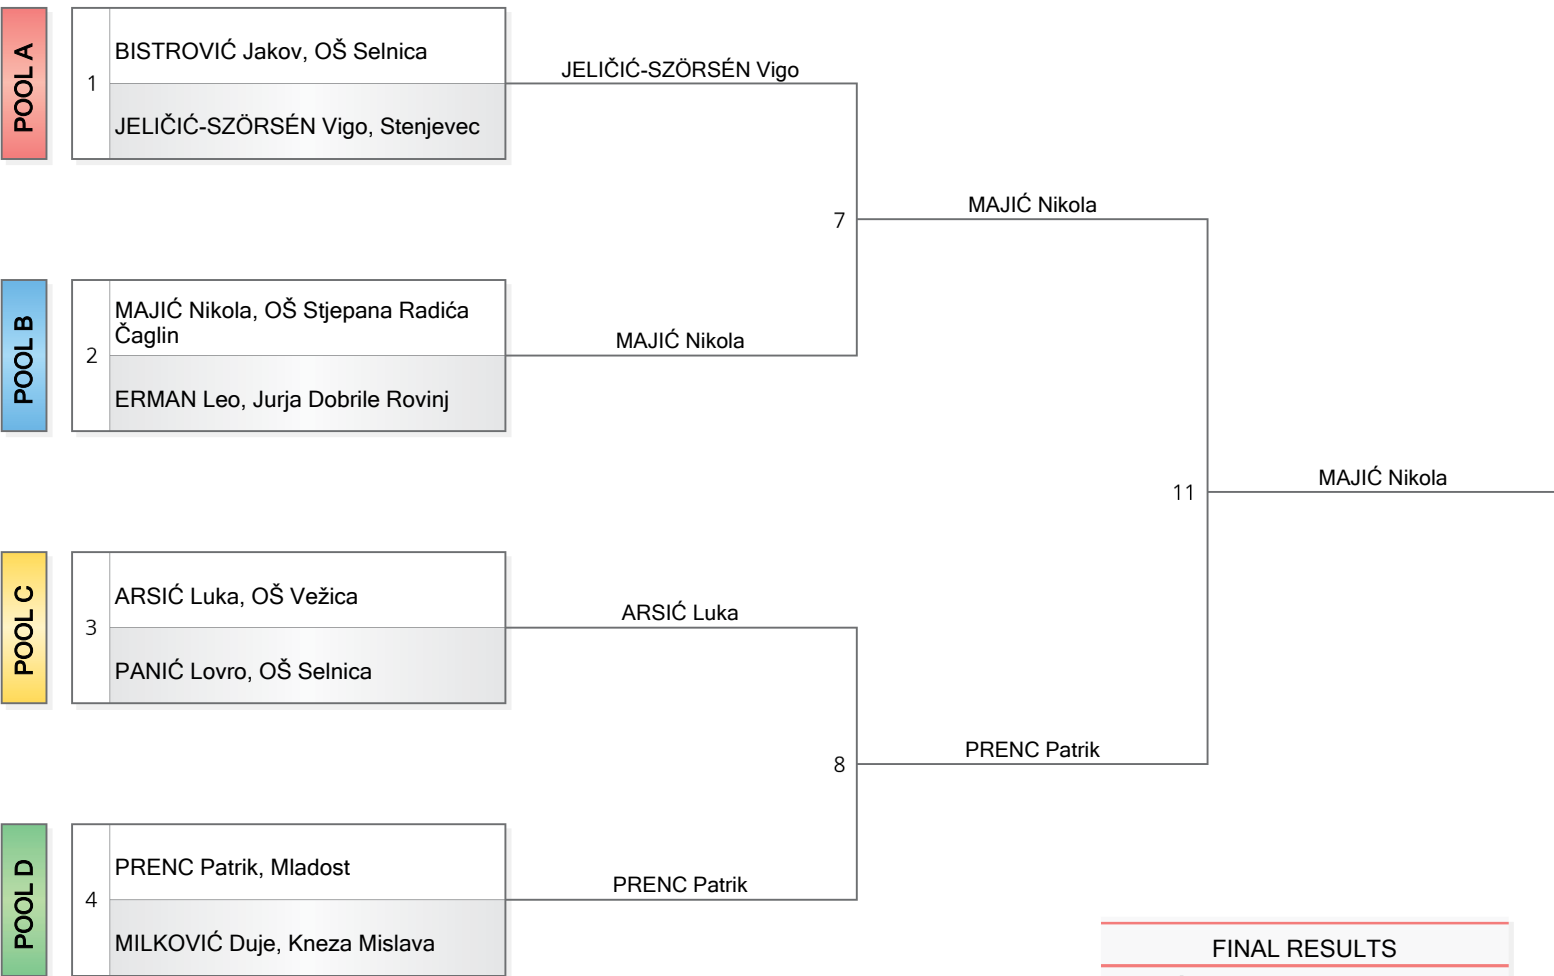 POOL A
1
BISTROVIĆ Jakov, OŠ Selnica
JELIČIĆ-SZÖRSÉN Vigo, Stenjevec
JELIČIĆ-SZÖRSÉN Vigo
7
MAJIĆ Nikola
POOL B
2
MAJIĆ Nikola, OŠ Stjepana Radića
Čaglin
ERMAN Leo, Jurja Dobrile Rovinj
MAJIĆ Nikola
11
MAJIĆ Nikola
POOL C
3
ARSIĆ Luka, OŠ Vežica
PANIĆ Lovro, OŠ Selnica
ARSIĆ Luka
8
PRENC Patrik
POOL D
4
PRENC Patrik, Mladost
MILKOVIĆ Duje, Kneza Mislava
PRENC Patrik
FINAL RESULTS